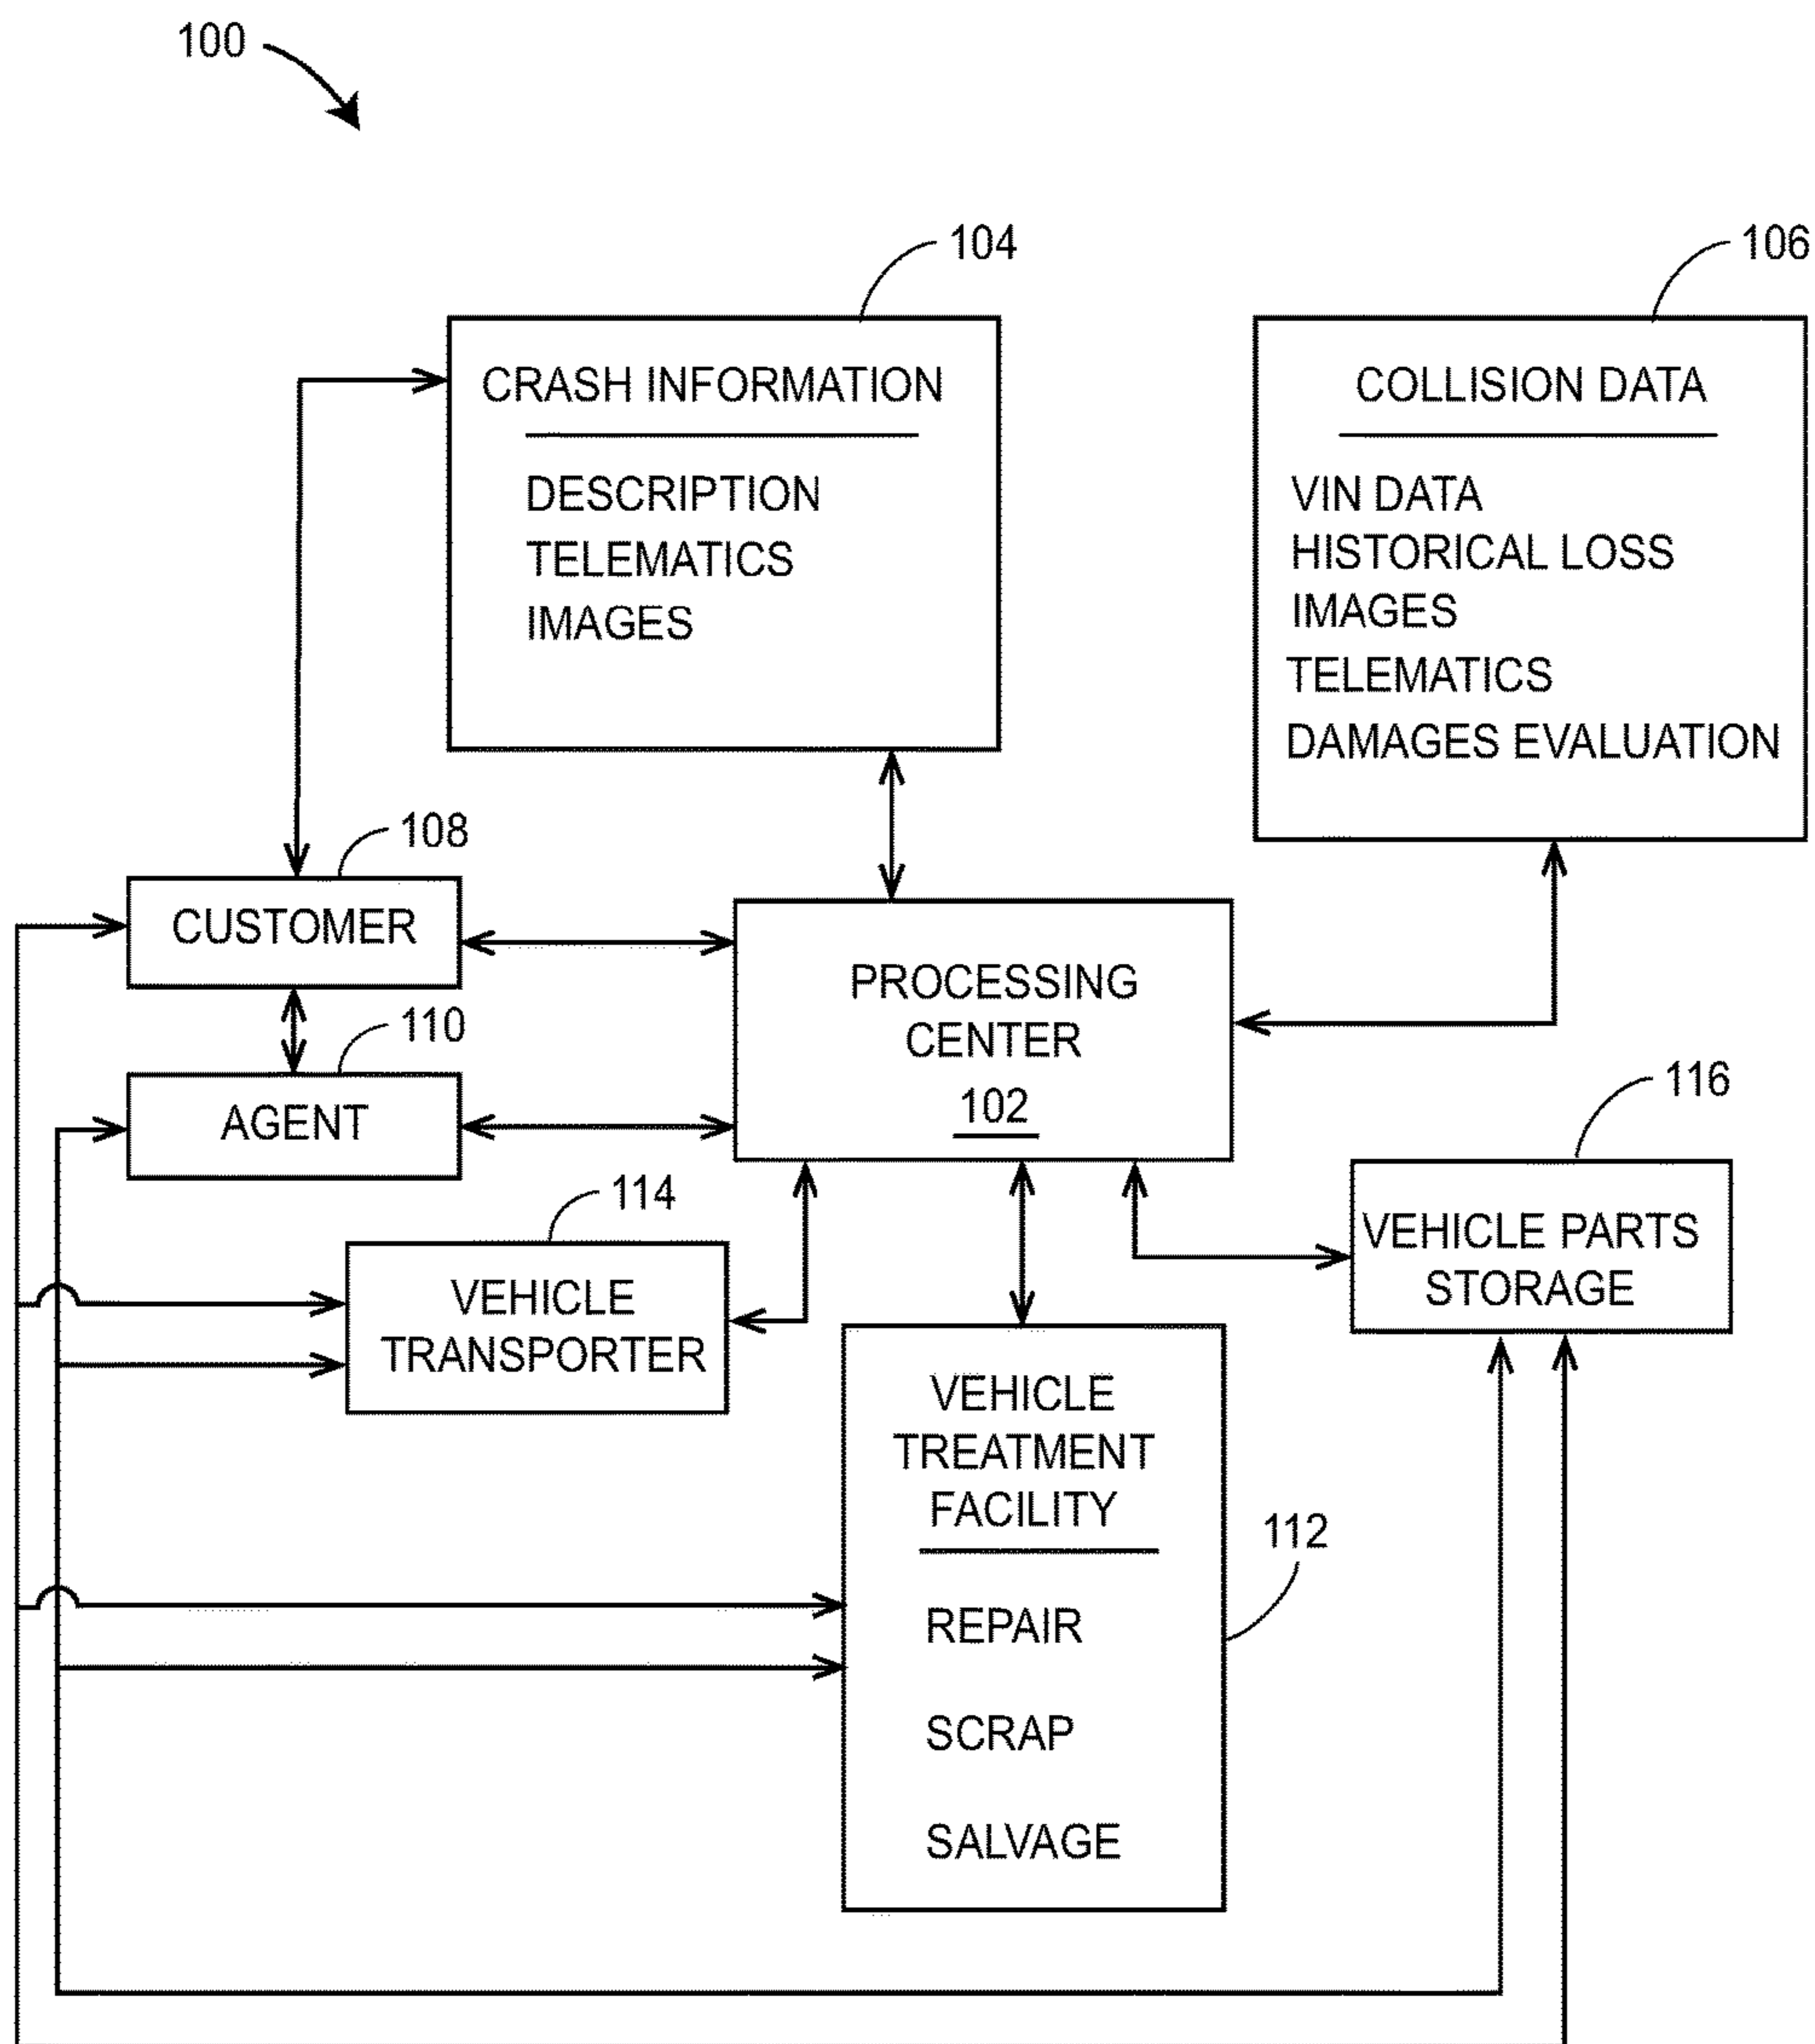 100
104
106
CRASH INFORMATION
DESCRIPTION
TELEMATICS
IMAGES
COLLISION DATA
VIN DATA
HISTORICAL LOSS
IMAGES
TELEMATICS
DAMAGES EVALUATION
108
CUSTOMER
110
AGENT
PROCESSING
CENTER
102
116
VEHICLE PARTS
STORAGE
114
VEHICLE
TRANSPORTER
VEHICLE
TREATMENT
FACILITY
112
REPAIR
SCRAP
SALVAGE